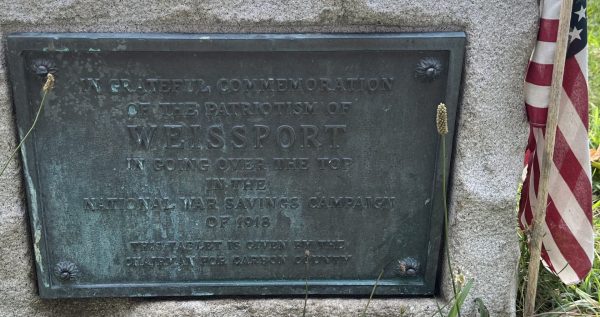 IN GRATEFUL COMMEMORATION
OF THE PATRIOTISM OF
WEISSPORT
IN GOING OVER THE TOP
IN THE
NATIONAL WAR SAVINGS CAMPAIGN
OF 1918
THIS TABLET IS GIVEN BY THE
CHAIRMAN FOR CARBON COUNTY